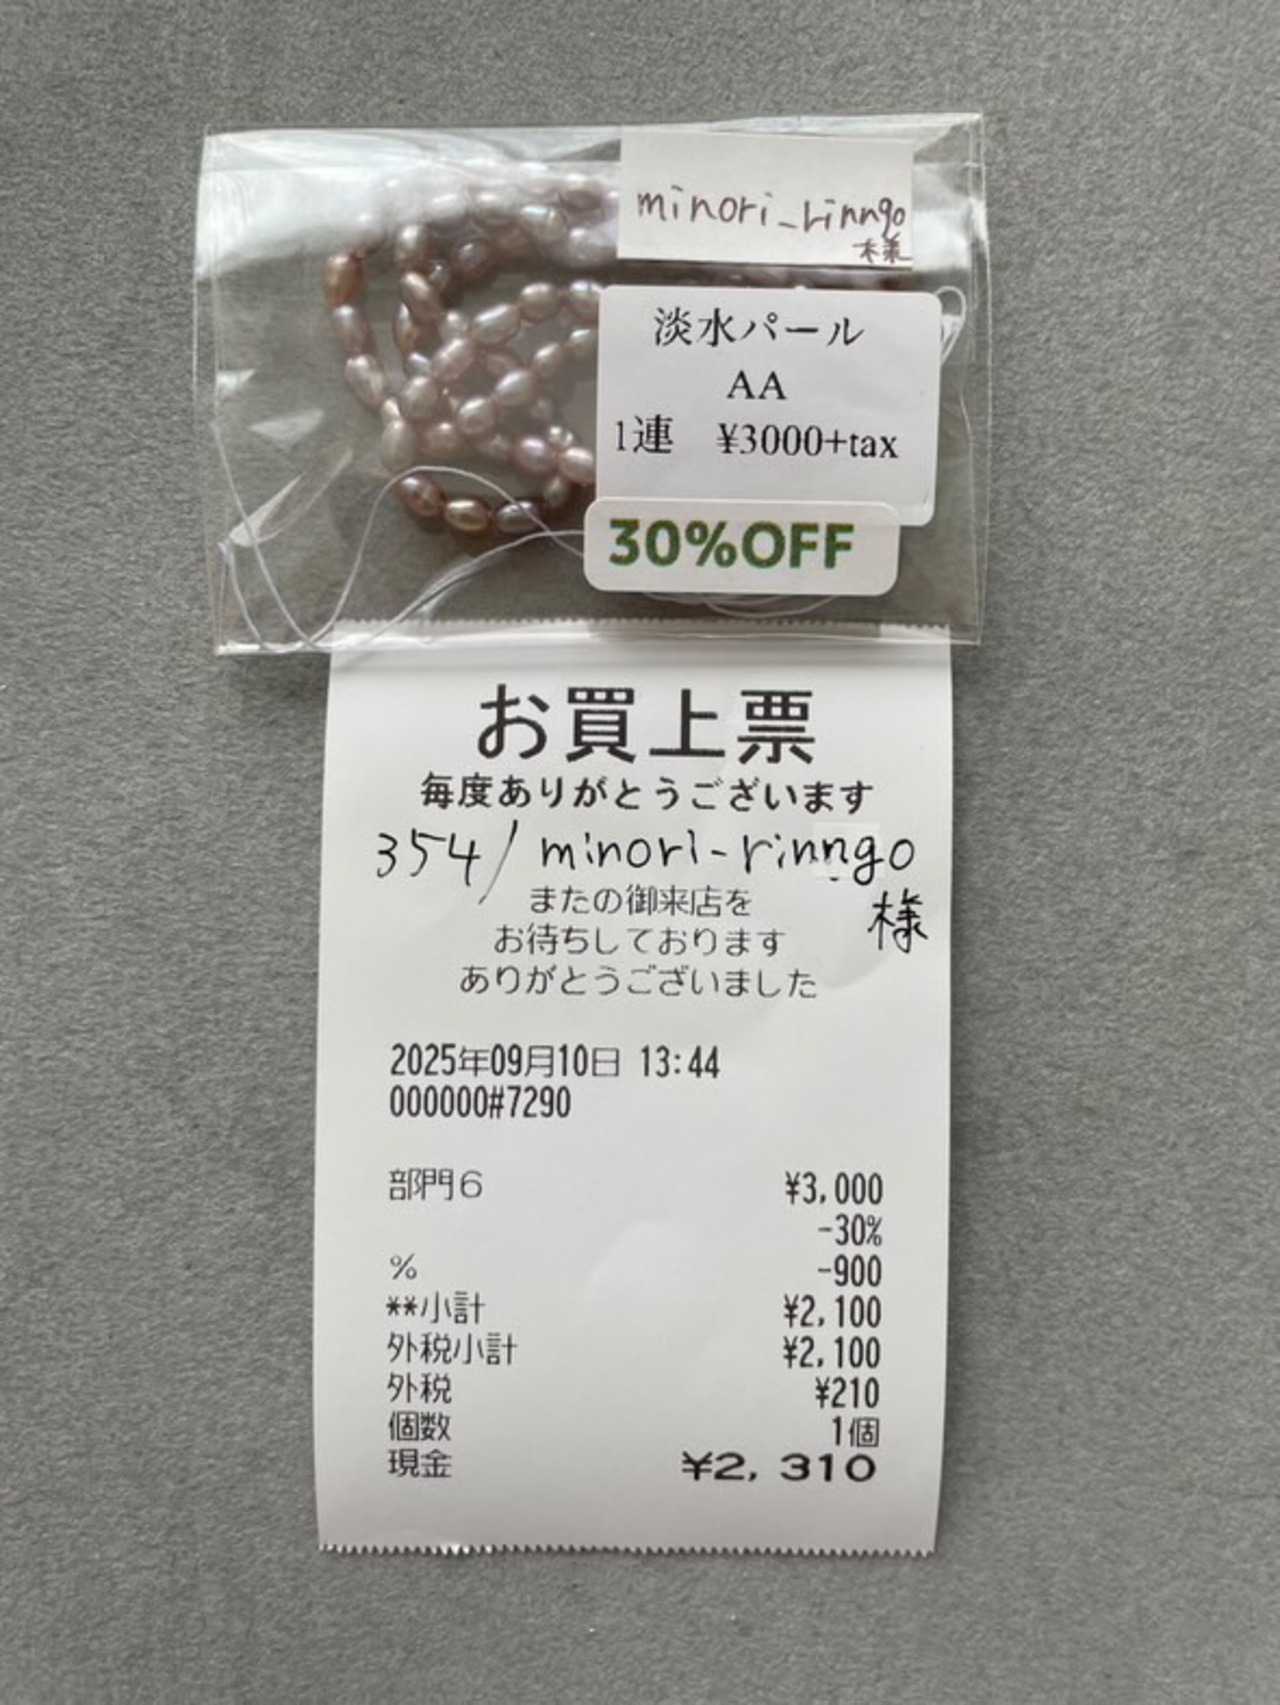 minori_rinngo
様
淡水パール
AA
1連 ¥3000+tax
30%OFF
お買上票
毎度ありがとうございます
354/minori-rinngo
様
またの御来店を
お待ちしております
ありがとうございました
2025年09月10日 13:44
000000#7290
部門6 ¥3,000
-30%
% -900
**小計 ¥2,100
外税小計 ¥2,100
外税 ¥210
個数 1個
現金 ¥2,310